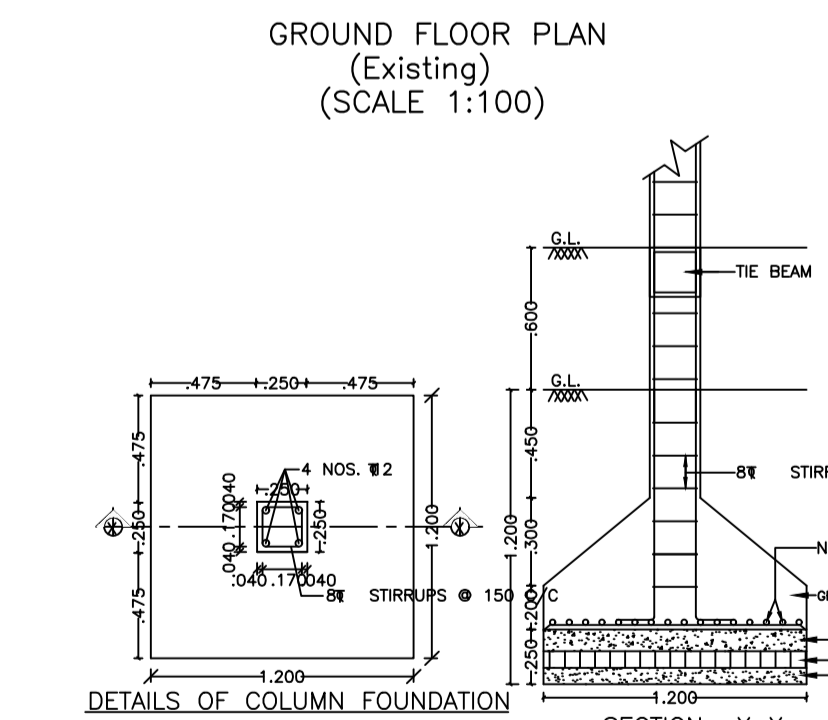 GROUND FLOOR PLAN
(Existing)
(SCALE 1:100)
G.L.
TIE BEAM
.600
G.L.
.475 .250 .475
.475
.450
4 NOS.
.250
8
.040 .170 .040
.250
.250
1.200
1.200
.300
.040 .170 .040
8 STIRRUPS @ 150 C/C
.475
.200
.250
1.200
1.200
DETAILS OF COLUMN FOUNDATION